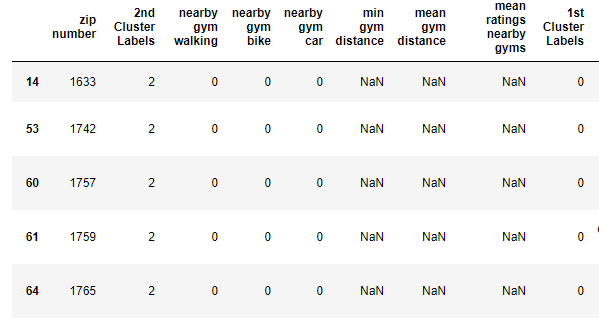 zip number 2nd Cluster Labels nearby gym walking nearby gym bike nearby gym car min gym distance mean gym distance mean ratings nearby gyms 1st Cluster Labels
14 1633 2 0 0 0 NaN NaN NaN 0
53 1742 2 0 0 0 NaN NaN NaN 0
60 1757 2 0 0 0 NaN NaN NaN 0
61 1759 2 0 0 0 NaN NaN NaN 0
64 1765 2 0 0 0 NaN NaN NaN 0